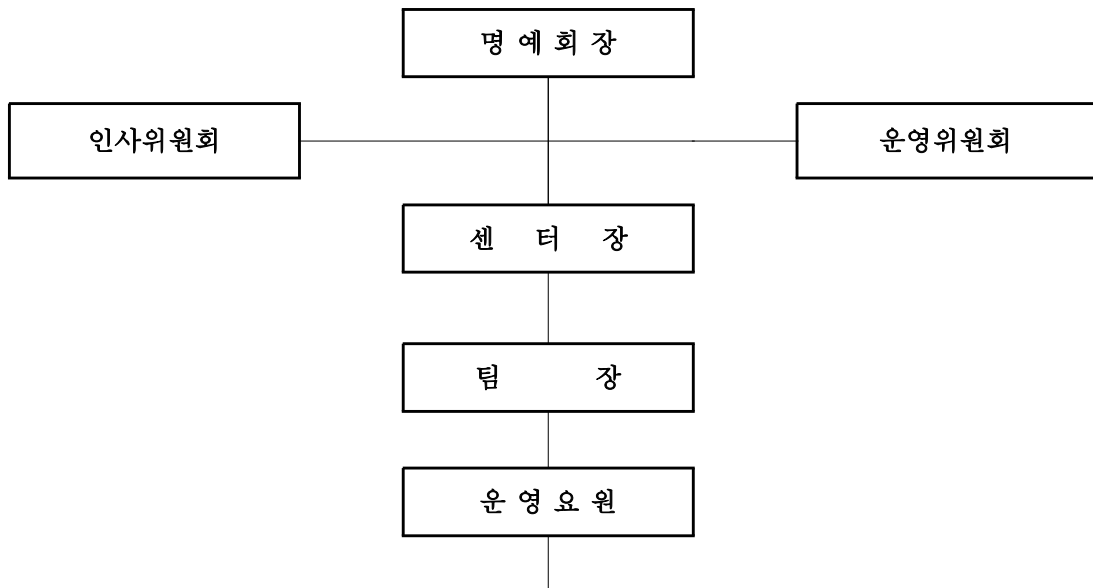 명 예 회 장
인사위원회
운영위원회
센 터 장
팀 장
운 영 요 원